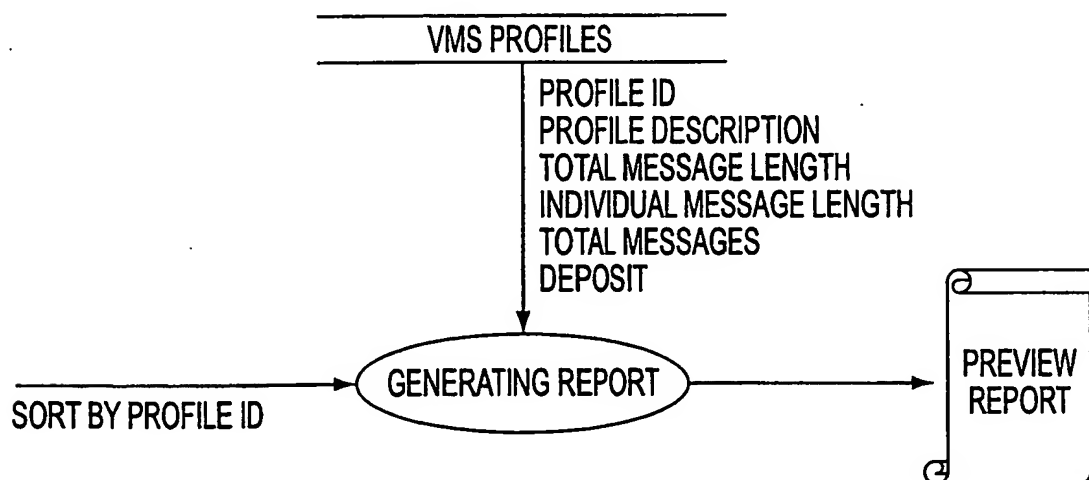 VMS PROFILES
PROFILE ID
PROFILE DESCRIPTION
TOTAL MESSAGE LENGTH
INDIVIDUAL MESSAGE LENGTH
TOTAL MESSAGES
DEPOSIT
SORT BY PROFILE ID
GENERATING REPORT
PREVIEW
REPORT